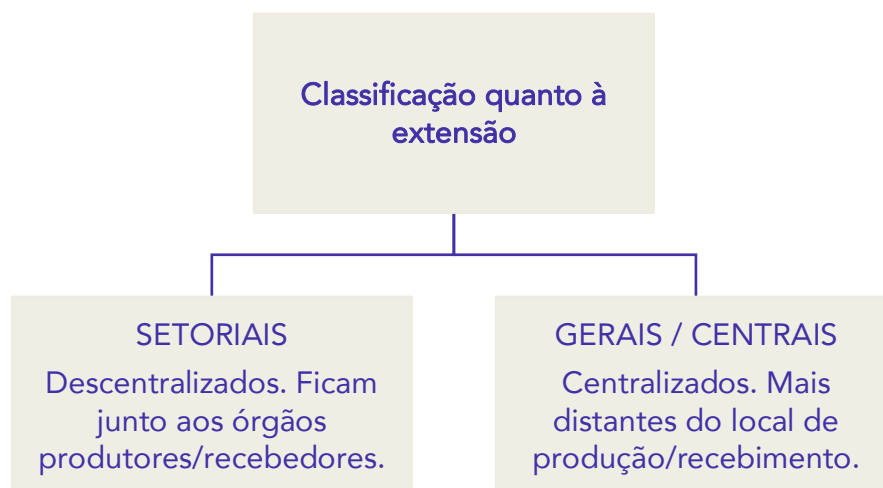 Classificação quanto à
extensão
SETORIAIS
Descentralizados. Ficam
junto aos órgãos
produtores/recebedores.
GERAIS / CENTRAIS
Centralizados. Mais
distantes do local de
produção/recebimento.